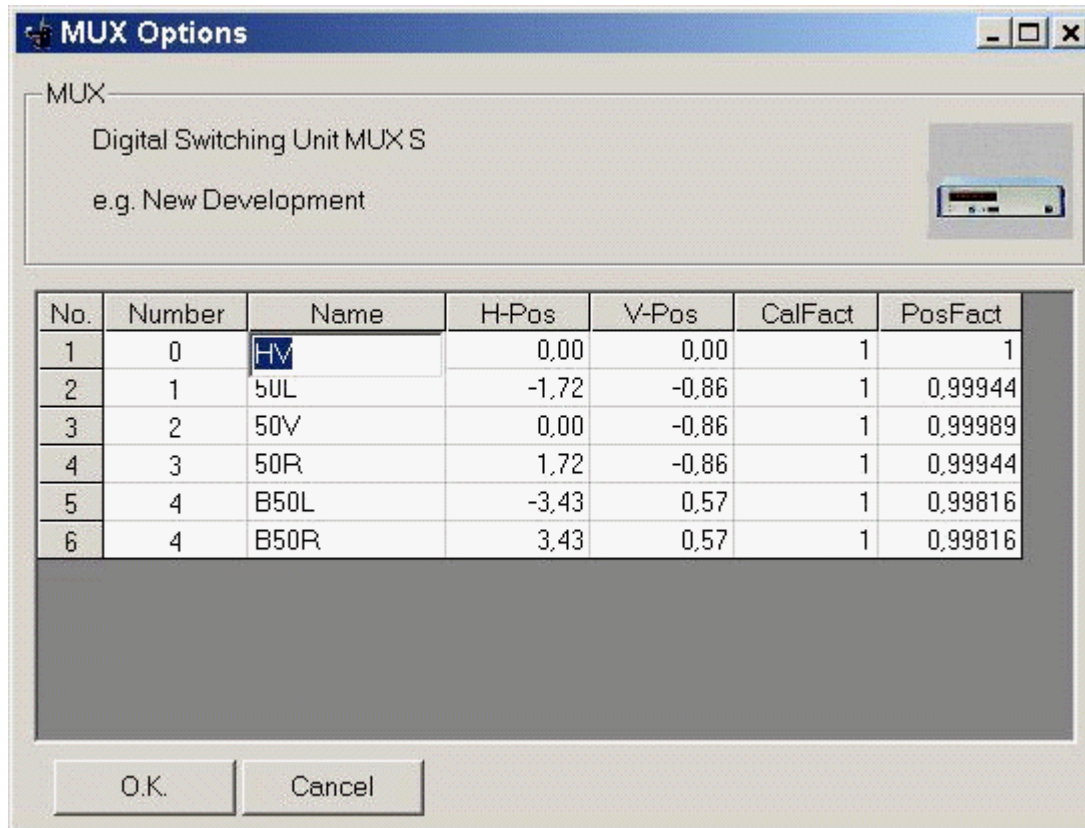 MUX Options
MUX
Digital Switching Unit MUX S
e.g. New Development
No. Number Name H-Pos V-Pos CalFact PosFact
1 0 HV 0,00 0,00 1 1
2 1 50L -1,72 -0,86 1 0,99944
3 2 50V 0,00 -0,86 1 0,99989
4 3 50R 1,72 -0,86 1 0,99944
5 4 B50L -3,43 0,57 1 0,99816
6 4 B50R 3,43 0,57 1 0,99816
O.K. Cancel